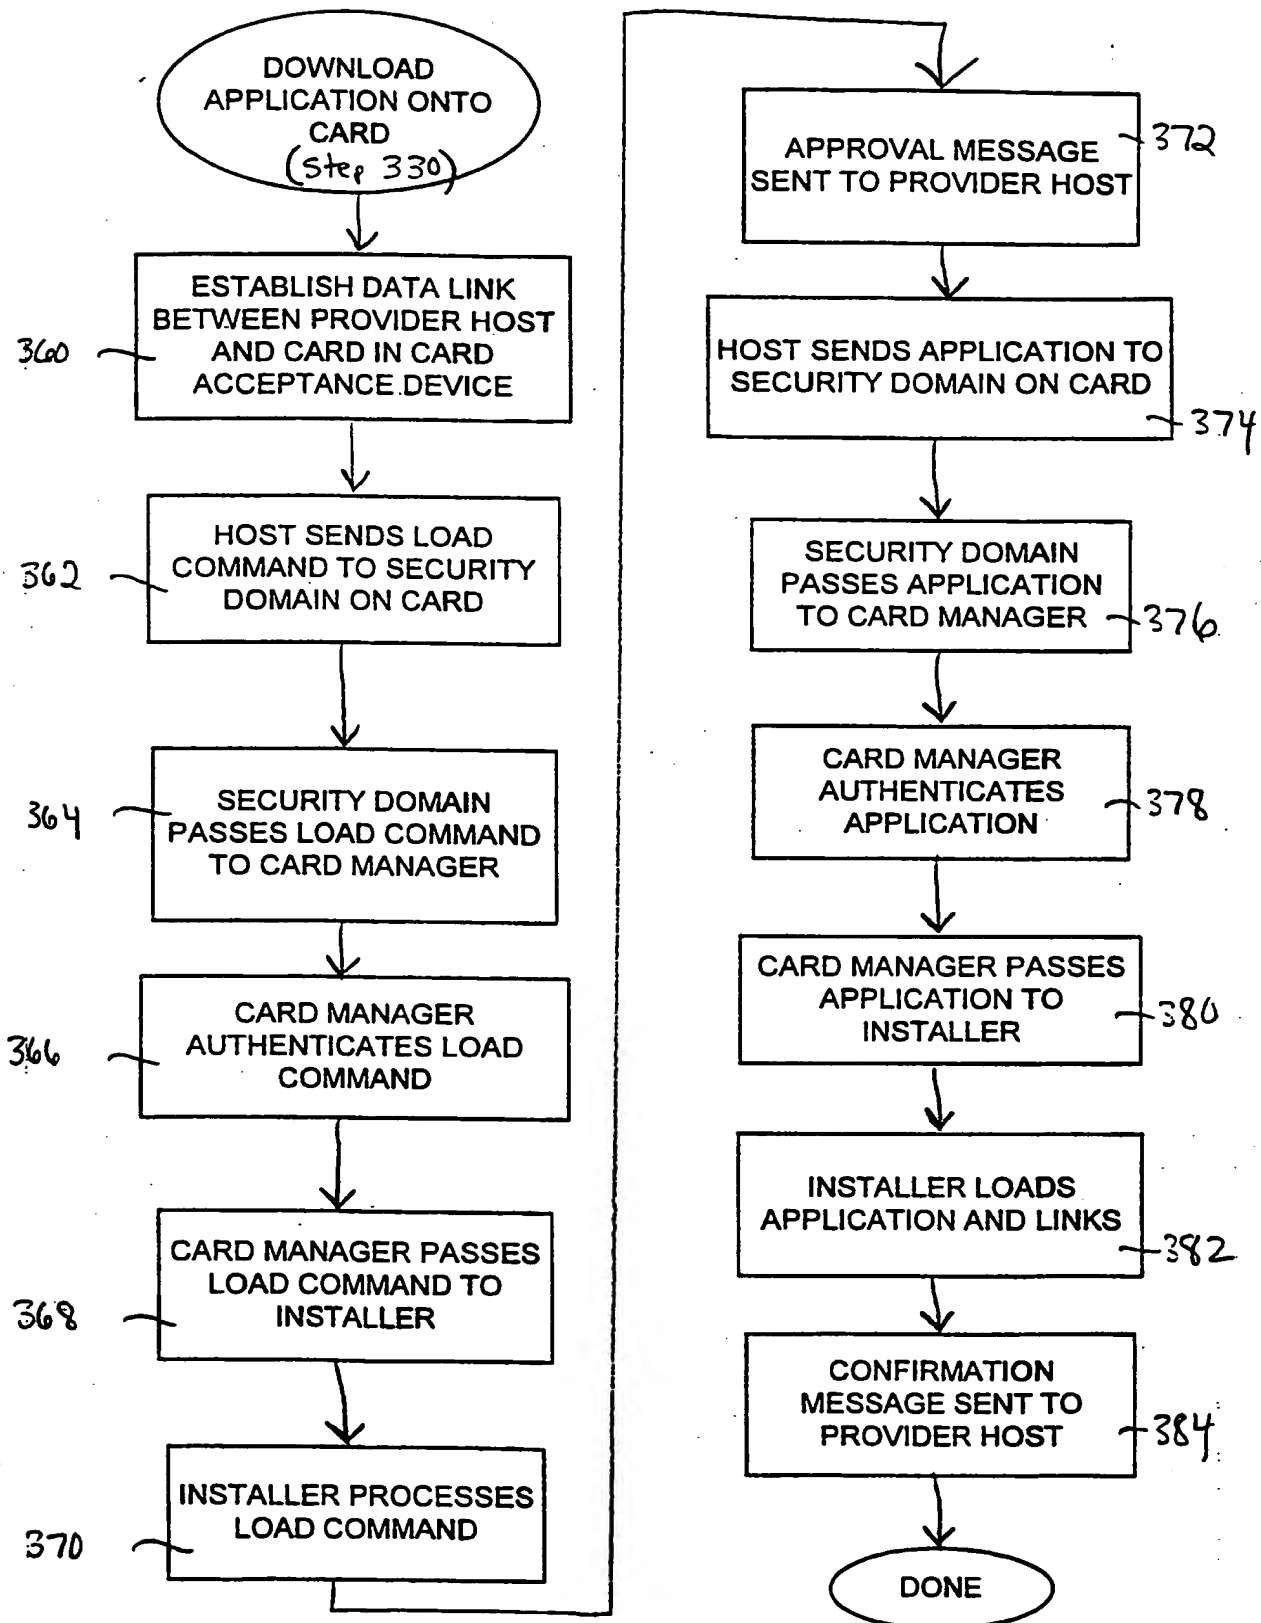 DOWNLOAD
APPLICATION ONTO
CARD
(Step 330)
360
ESTABLISH DATA LINK
BETWEEN PROVIDER HOST
AND CARD IN CARD
ACCEPTANCE DEVICE
362
HOST SENDS LOAD
COMMAND TO SECURITY
DOMAIN ON CARD
364
SECURITY DOMAIN
PASSES LOAD COMMAND
TO CARD MANAGER
366
CARD MANAGER
AUTHENTICATES LOAD
COMMAND
368
CARD MANAGER PASSES
LOAD COMMAND TO
INSTALLER
370
INSTALLER PROCESSES
LOAD COMMAND
372
APPROVAL MESSAGE
SENT TO PROVIDER HOST
HOST SENDS APPLICATION TO
SECURITY DOMAIN ON CARD
374
SECURITY DOMAIN
PASSES APPLICATION
TO CARD MANAGER
376
CARD MANAGER
AUTHENTICATES
APPLICATION
378
CARD MANAGER PASSES
APPLICATION TO
INSTALLER
380
INSTALLER LOADS
APPLICATION AND LINKS
382
CONFIRMATION
MESSAGE SENT TO
PROVIDER HOST
384
DONE